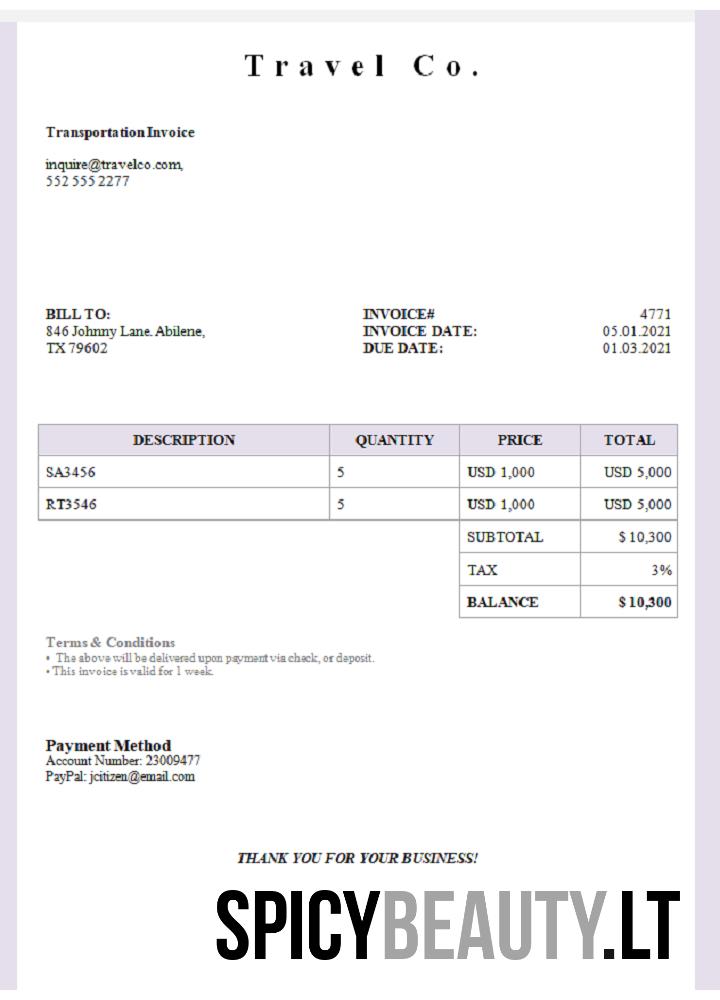 Travel Co.
Transportation Invoice
inquire@travelco.com,
552 555 2277
BILL TO:
846 Johnny Lane. Abilene,
TX 79602
INVOICE# 4771
INVOICE DATE: 05.01.2021
DUE DATE: 01.03.2021
DESCRIPTION QUANTITY PRICE TOTAL
SA3456 5 USD 1,000 USD 5,000
RT3546 5 USD 1,000 USD 5,000
SUBTOTAL $ 10,300
TAX 3%
BALANCE $ 10,300
Terms & Conditions
• The above will be delivered upon payment via check, or deposit.
• This invoice is valid for 1 week.
Payment Method
Account Number: 23009477
PayPal: jcitizen@email.com
THANK YOU FOR YOUR BUSINESS!
SPICYBEAUTY.LT